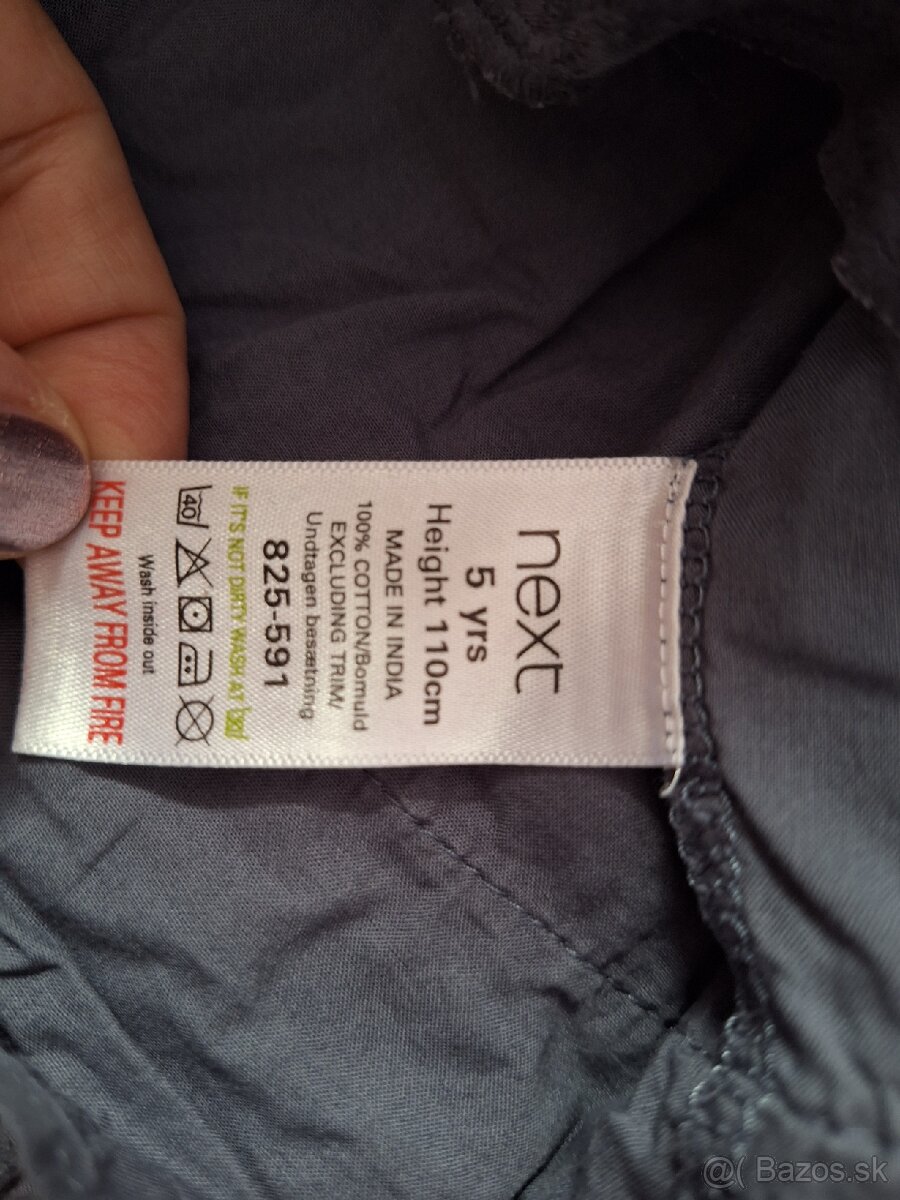 next
5 yrs
Height 110cm
MADE IN INDIA
100% COTTON/Bomuld
EXCLUDING TRIM/
Undtagen besætning
825-591
IF IT'S NOT DIRTY WASH AT 30°
40
Wash inside out
KEEP AWAY FROM FIRE
@( Bazos.sk